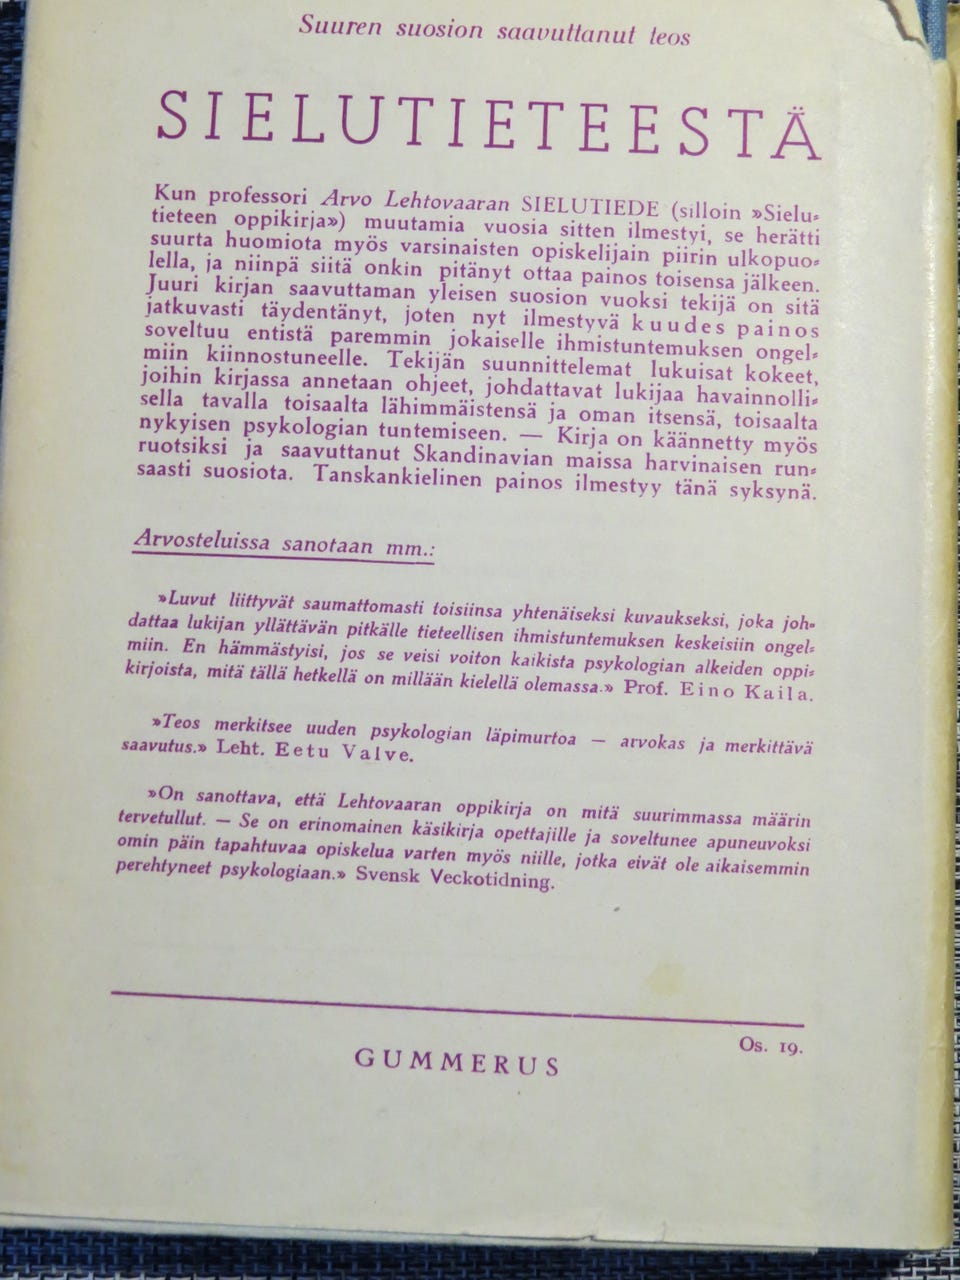 Suuren suosion saavuttanut teos
SIELUTIETEESTÄ
Kun professori Arvo Lehtovaaran SIELUTIEDE (silloin »Sielu-
tieteen oppikirja») muutamia vuosia sitten ilmestyi, se herätti
suurta huomiota myös varsinaisten opiskelijain piirin ulkopuo-
lella, ja niinpä siitä onkin pitänyt ottaa painos toisensa jälkeen.
Juuri kirjan saavuttaman yleisen suosion vuoksi tekijä on sitä
jatkuvasti täydentänyt, joten nyt ilmestyvä kuudes painos
soveltuu entistä paremmin jokaiselle ihmistuntemuksen ongel-
miin kiinnostuneelle. Tekijän suunnittelemat lukuisat kokeet,
joihin kirjassa annetaan ohjeet, johdattavat lukijaa havainnolli-
sella tavalla toisaalta lähimmäistensä ja oman itsensä, toisaalta
nykyisen psykologian tuntemiseen. — Kirja on käännetty myös
ruotsiksi ja saavuttanut Skandinavian maissa harvinaisen run-
saasti suosiota. Tanskankielinen painos ilmestyy tänä syksynä.
Arvosteluissa sanotaan mm.:
»Luvut liittyvät saumattomasti toisiinsa yhtenäiseksi kuvaukseksi, joka joh-
dattaa lukijan yllättävän pitkälle tieteellisen ihmistuntemuksen keskeisiin ongel-
miin. En hämmästyisi, jos se veisi voiton kaikista psykologian alkeiden oppi-
kirjoista, mitä tällä hetkellä on millään kielellä olemassa.» Prof. Eino Kaila.
»Teos merkitsee uuden psykologian läpimurtoa — arvokas ja merkittävä
saavutus.» Leht. Eetu Valve.
»On sanottava, että Lehtovaaran oppikirja on mitä suurimmassa määrin
tervetullut. — Se on erinomainen käsikirja opettajille ja soveltunee apuneuvoksi
omin päin tapahtuvaa opiskelua varten myös niille, jotka eivät ole aikaisemmin
perehtyneet psykologiaan.» Svensk Veckotidning.
Os. 19.
GUMMERUS